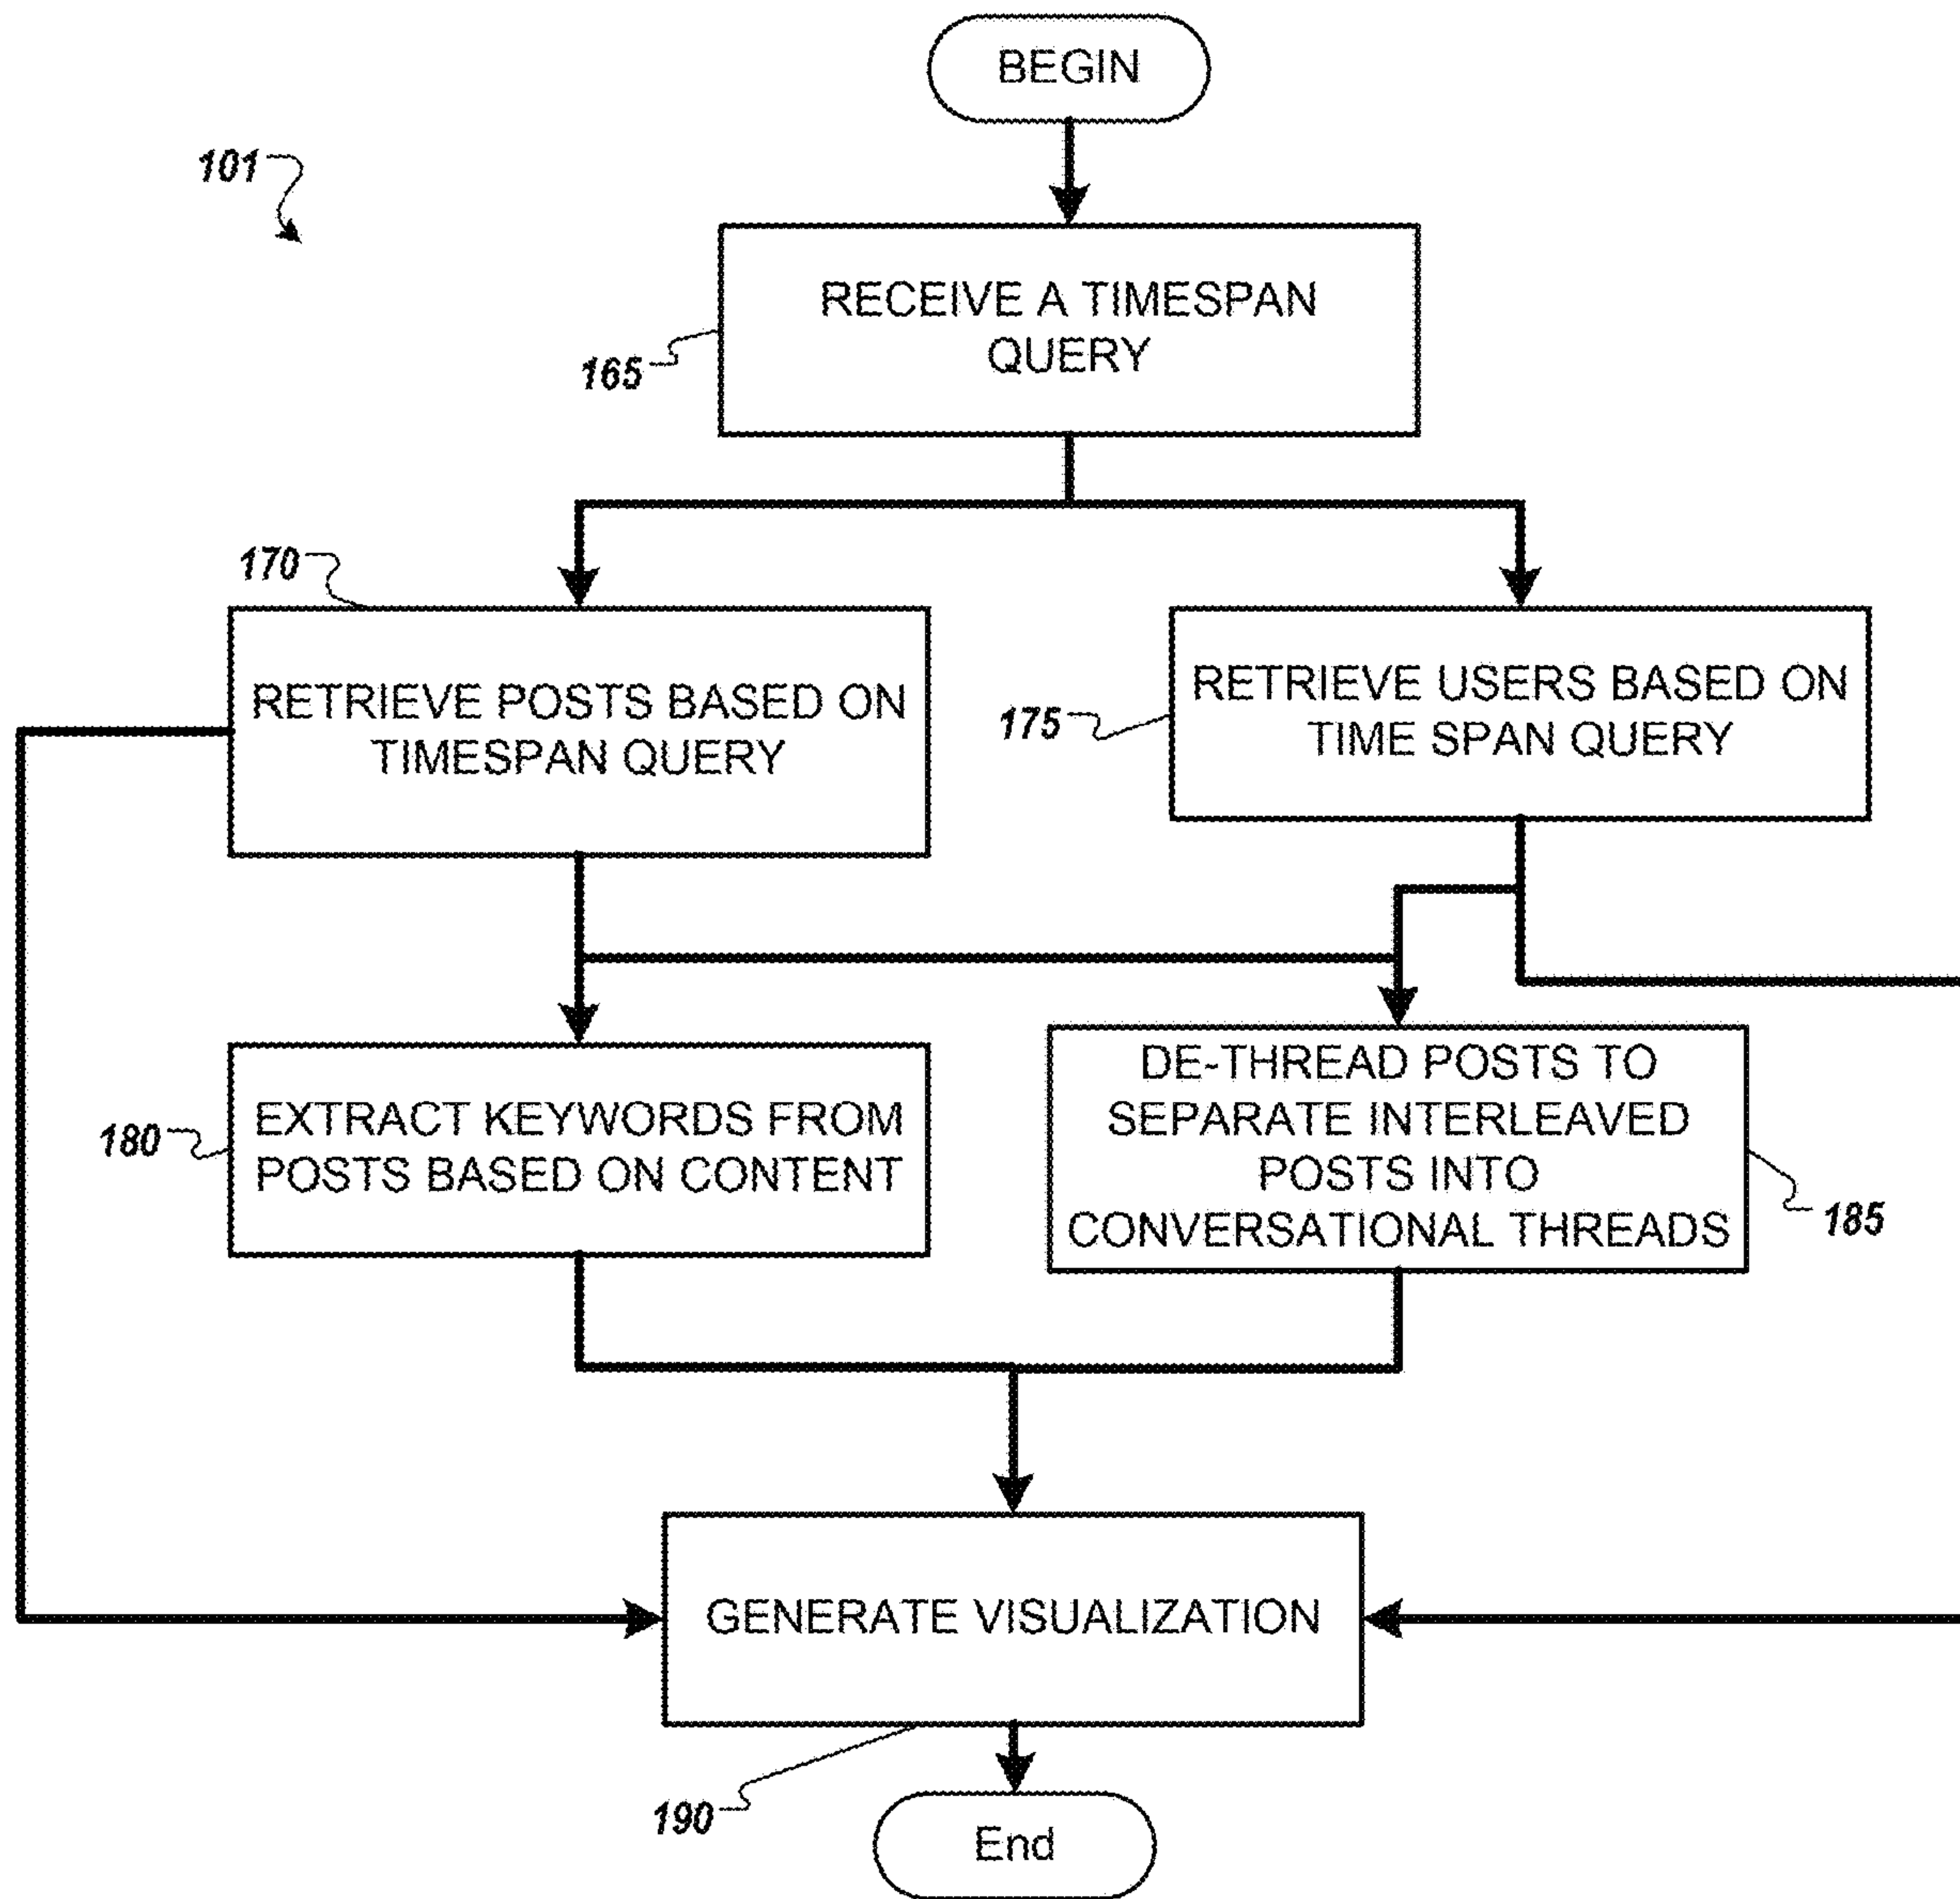 BEGIN
101
RECEIVE A TIMESPAN
QUERY
165
170
RETRIEVE POSTS BASED ON
TIMESPAN QUERY
RETRIEVE USERS BASED ON
TIME SPAN QUERY
175
EXTRACT KEYWORDS FROM
POSTS BASED ON CONTENT
180
DE-THREAD POSTS TO
SEPARATE INTERLEAVED
POSTS INTO
CONVERSATIONAL THREADS
185
GENERATE VISUALIZATION
190
End